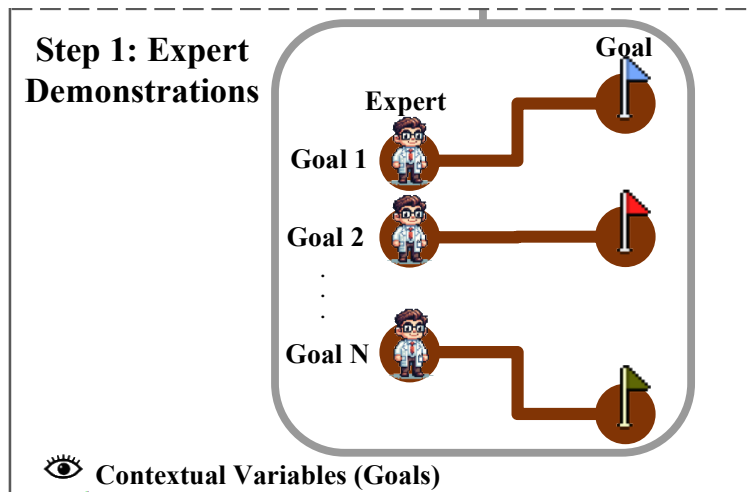 Step 1: Expert
Demonstrations
Goal
Expert
Goal 1
Goal 2
.
.
.
Goal N
Contextual Variables (Goals)